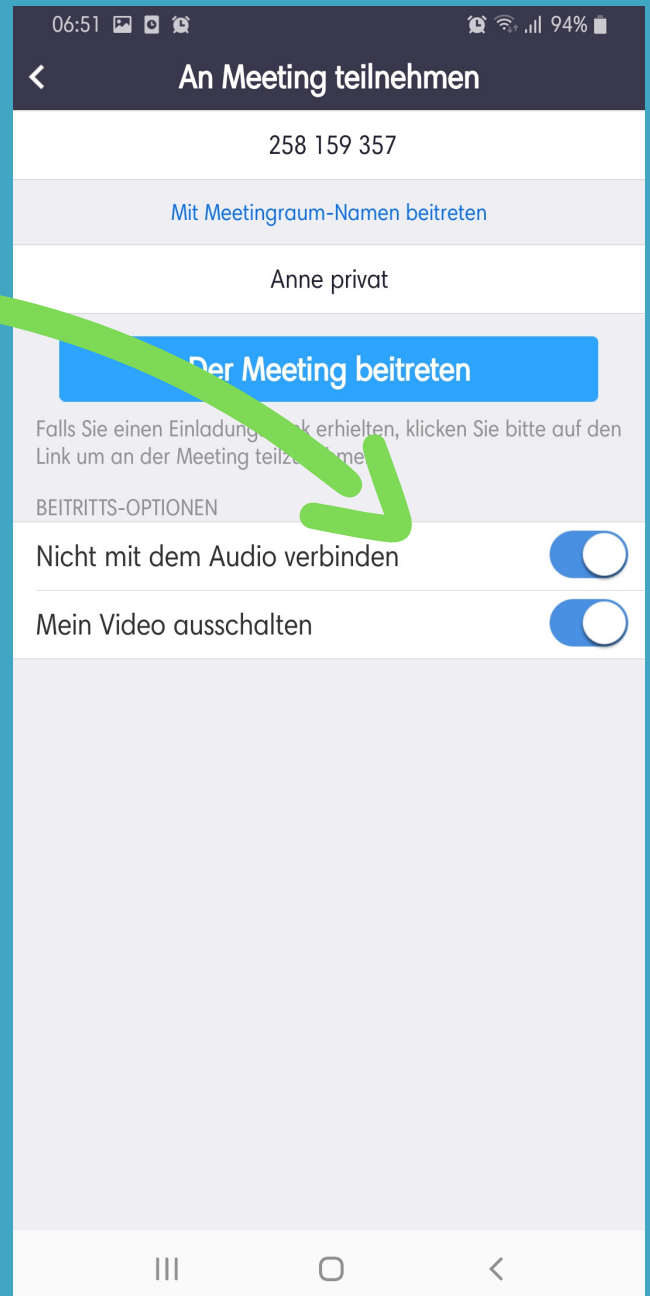 06:51 94%
An Meeting teilnehmen
258 159 357
Mit Meetingraum-Namen beitreten
Anne privat
Der Meeting beitreten
Falls Sie einen erhielten, klicken Sie bitte auf den
Link um an der Meeting
BEITRITTS-OPTIONEN
Nicht mit dem Audio verbinden
Mein Video ausschalten